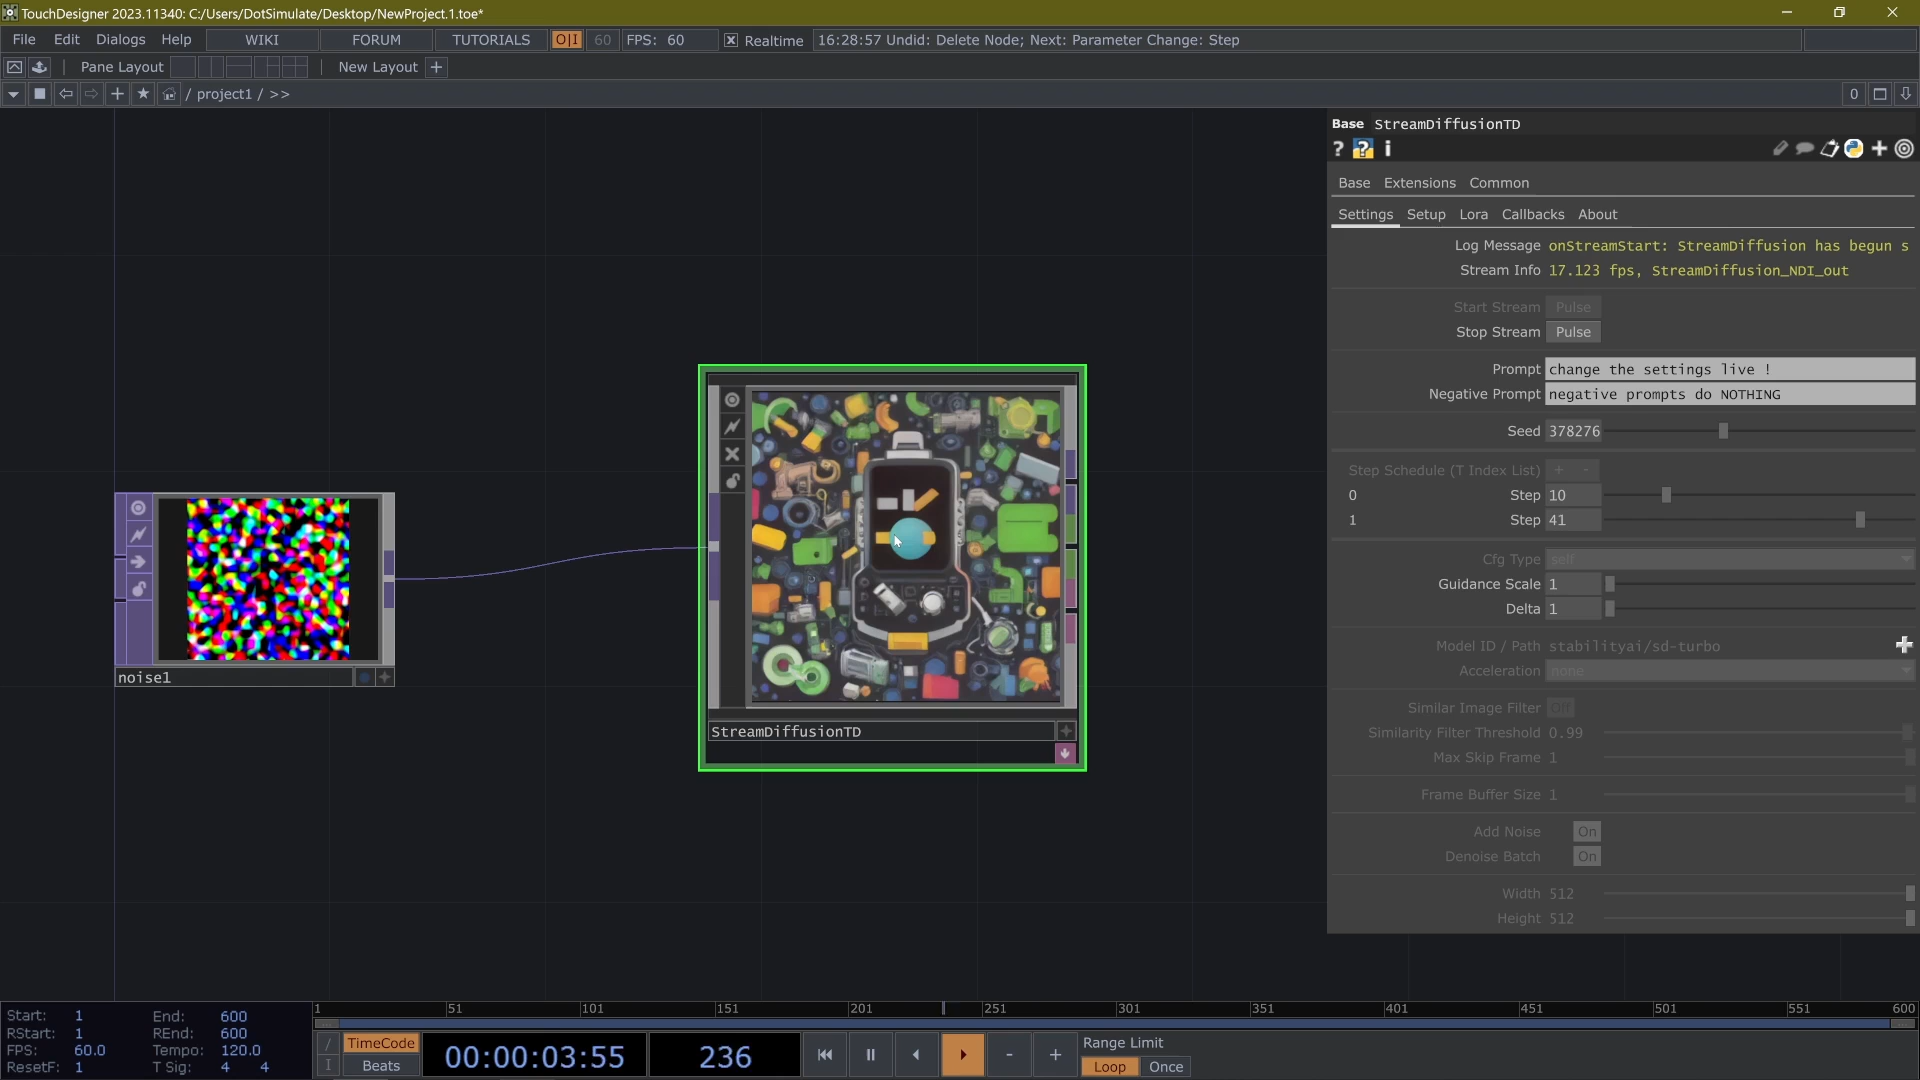 TouchDesigner 2023.11340: C:/Users/DotSimulate/Desktop/NewProject.1.toe*
File Edit Dialogs Help WIKI FORUM TUTORIALS O|I 60 FPS: 60 Realtime 16:28:57 Undid: Delete Node; Next: Parameter Change: Step
Pane Layout New Layout +
/ project1 / >> 0
Base StreamDiffusionTD
? ? i
Base Extensions Common
Settings Setup Lora Callbacks About
Log Message onStreamStart: StreamDiffusion has begun s
Stream Info 17.123 fps, StreamDiffusion_NDI_out
Start Stream Pulse
Stop Stream Pulse
Prompt change the settings live !
Negative Prompt negative prompts do NOTHING
Seed 378276
Step Schedule (T Index List) + -
0 Step 10
1 Step 41
Cfg Type self
Guidance Scale 1
Delta 1
Model ID / Path stabilityai/sd-turbo
Acceleration none
Similar Image Filter Off
Similarity Filter Threshold 0.99
Max Skip Frame 1
Frame Buffer Size 1
Add Noise On
Denoise Batch On
Width 512
Height 512
noise1
StreamDiffusionTD
1 51 101 151 201 251 301 351 401 451 501 551 600
Start: 1 End: 600
RStart: 1 REnd: 600
FPS: 60.0 Tempo: 120.0
ResetF: 1 T Sig: 4 4
/ TimeCode
I Beats
00:00:03:55 236
- +
Range Limit
Loop Once